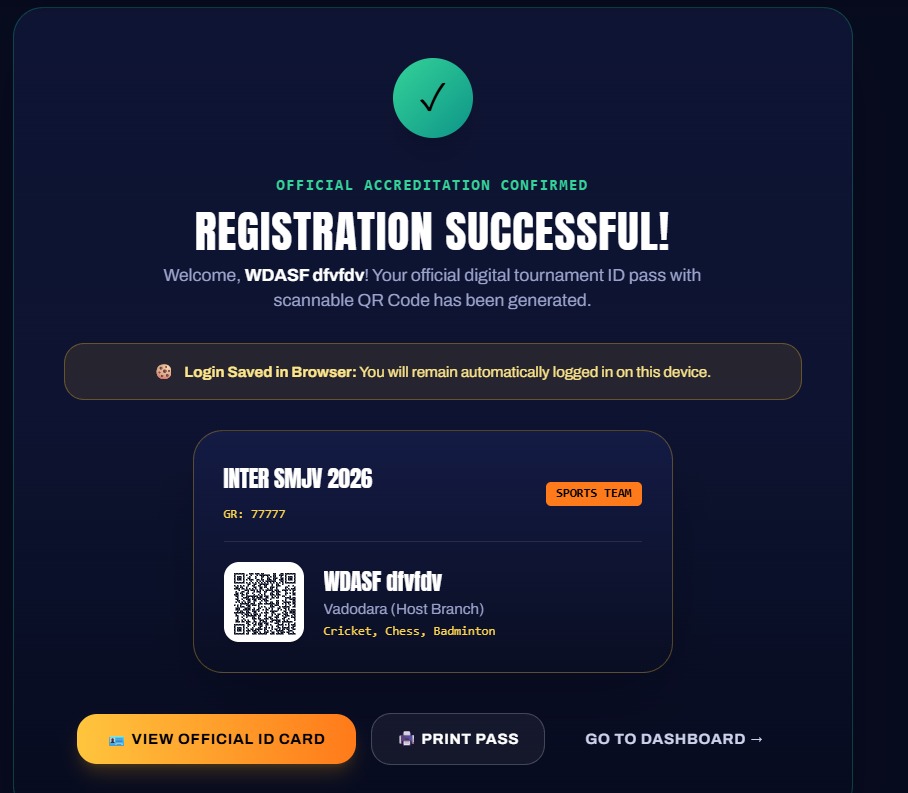 ✓
OFFICIAL ACCREDITATION CONFIRMED
REGISTRATION SUCCESSFUL!
Welcome, WDASF dfvfdv! Your official digital tournament ID pass with
scannable QR Code has been generated.
🍪 Login Saved in Browser: You will remain automatically logged in on this device.
INTER SMJV 2026
SPORTS TEAM
GR: 77777
WDASF dfvfdv
Vadodara (Host Branch)
Cricket, Chess, Badminton
🪪 VIEW OFFICIAL ID CARD
🖨️ PRINT PASS
GO TO DASHBOARD →